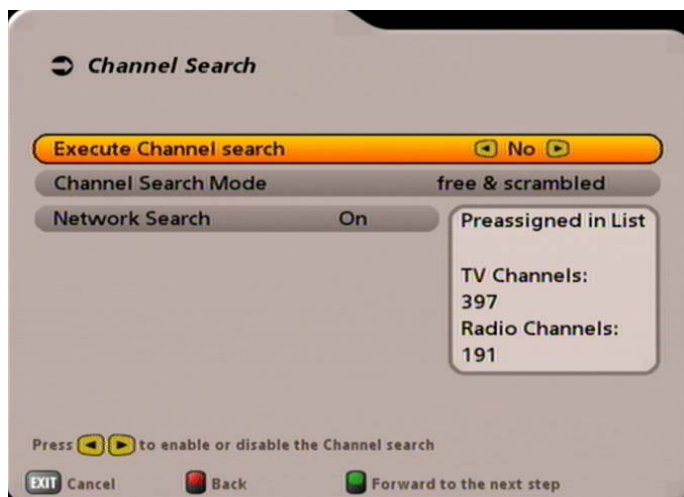 Channel Search
Execute Channel search No
Channel Search Mode free & scrambled
Network Search On
Preassigned in List
TV Channels:
397
Radio Channels:
191
Press to enable or disable the Channel search
EXIT Cancel Back Forward to the next step